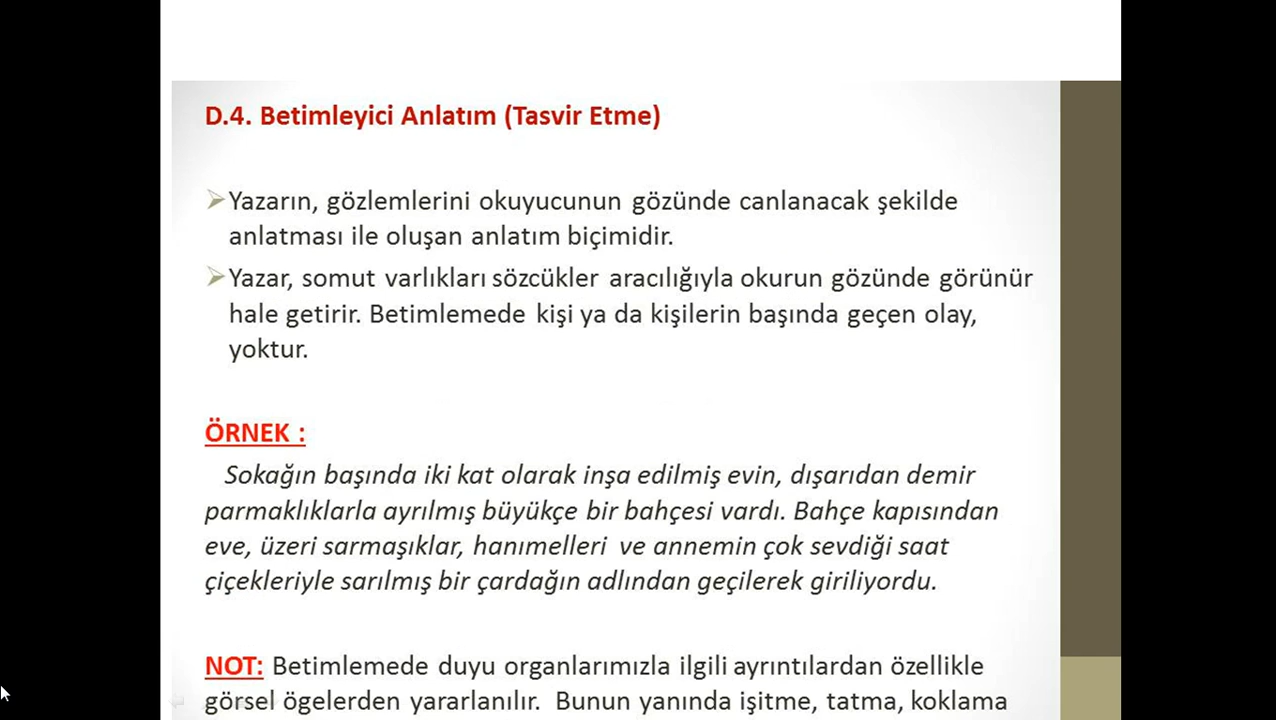 D.4. Betimleyici Anlatım (Tasvir Etme)
Yazarın, gözlemlerini okuyucunun gözünde canlanacak şekilde
anlatması ile oluşan anlatım biçimidir.
Yazar, somut varlıkları sözcükler aracılığıyla okurun gözünde görünür
hale getirir. Betimlemede kişi ya da kişilerin başında geçen olay,
yoktur.
ÖRNEK :
Sokağın başında iki kat olarak inşa edilmiş evin, dışarıdan demir
parmaklıklarla ayrılmış büyükçe bir bahçesi vardı. Bahçe kapısından
eve, üzeri sarmaşıklar, hanımelleri ve annemin çok sevdiği saat
çiçekleriyle sarılmış bir çardağın adlından geçilerek giriliyordu.
NOT: Betimlemede duyu organlarımızla ilgili ayrıntılardan özellikle
görsel ögelerden yararlanılır. Bunun yanında işitme, tatma, koklama